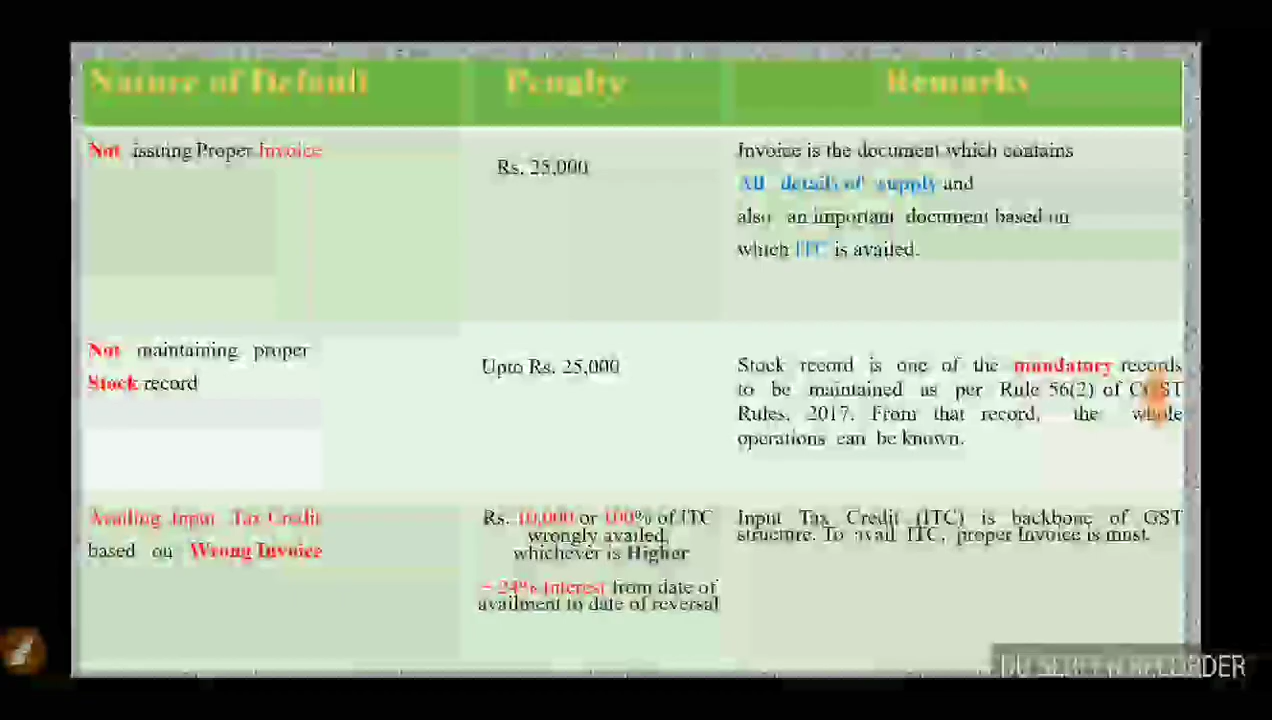 Nature of Default
Penalty
Remarks
Not issuing Proper Invoice
Rs. 25,000
Invoice is the document which contains
All details of supply and
also an important document based on
which ITC is availed.
Not maintaining proper
Stock record
Upto Rs. 25,000
Stock record is one of the mandatory records
to be maintained as per Rule 56(2) of CGST
Rules, 2017. From that record, the whole
operations can be known.
Availing Input Tax Credit
based on Wrong Invoice
Rs. 10,000 or 100% of ITC
wrongly availed,
whichever is Higher
+ 24% Interest from date of
availment to date of reversal
Input Tax Credit (ITC) is backbone of GST
structure. To avail ITC, proper Invoice is must.
DU SCREEN RECORDER